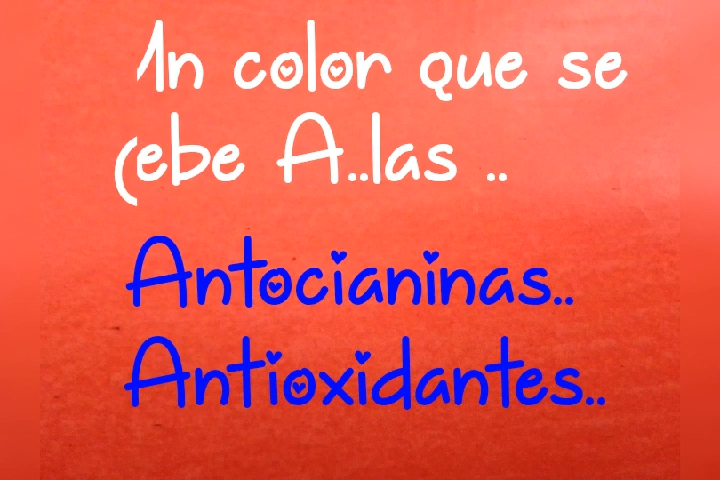 color que se
A..las ..
Antocianinas..
Antioxidantes..